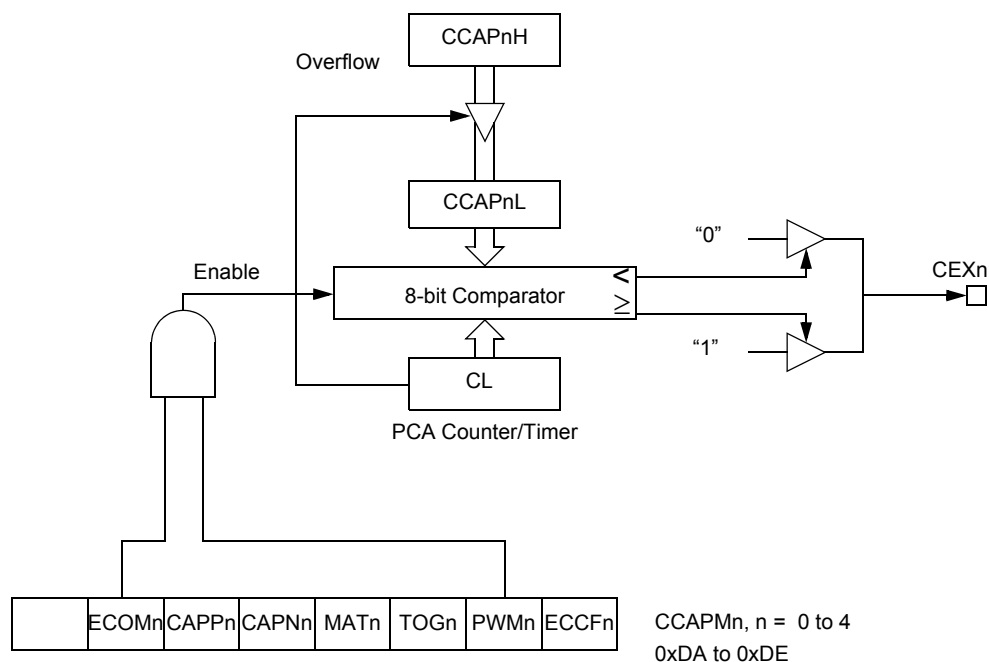 CCAPnH
Overflow
CCAPnL
“0”
Enable
<
8-bit Comparator
≥
CEXn
“1”
CL
PCA Counter/Timer
ECOMn CAPPn CAPNn MATn TOGn PWMn ECCFn
CCAPMn, n = 0 to 4
0xDA to 0xDE